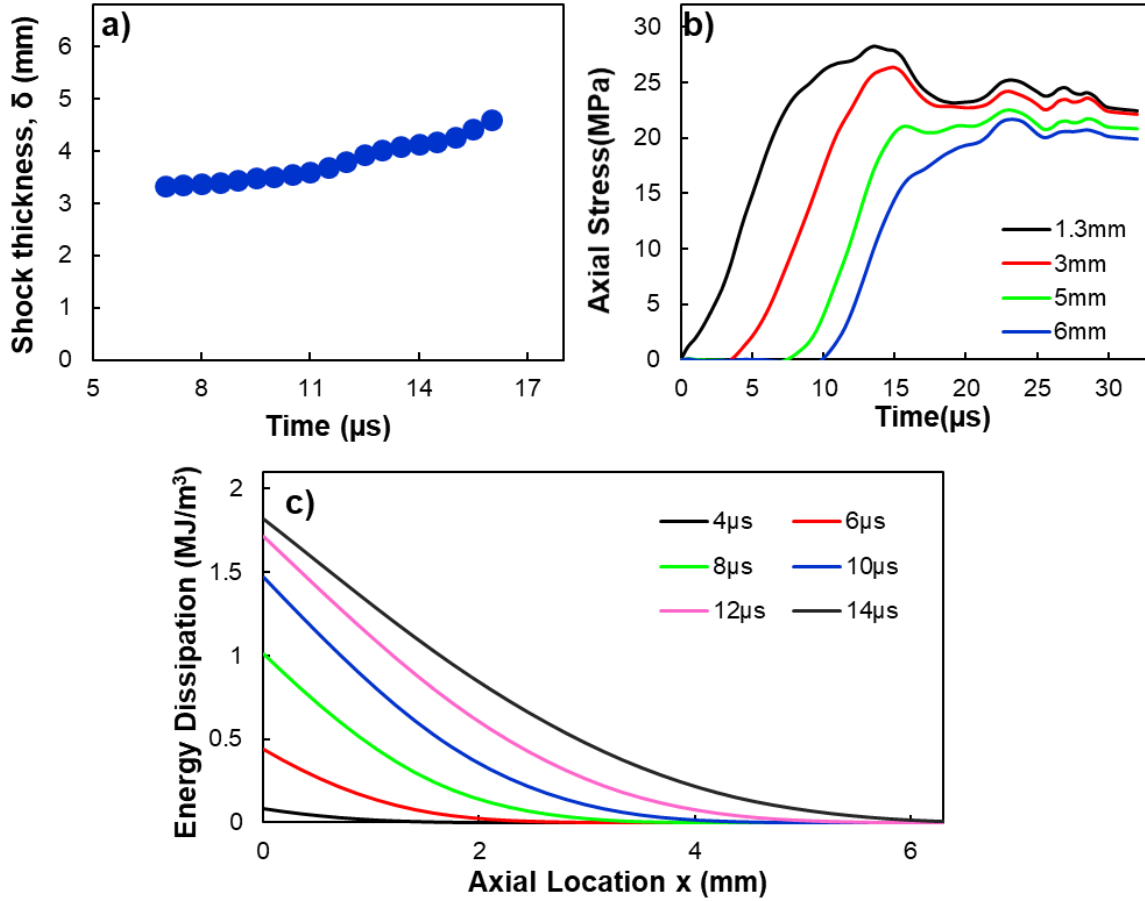 a)
Shock thickness, δ (mm)
6
5
4
3
2
1
0
5 8 11 14 17
Time (µs)
b)
Axial Stress(MPa)
30
25
20
15
10
5
0
1.3mm
3mm
5mm
6mm
0 5 10 15 20 25 30
Time(µs)
c)
Energy Dissipation (MJ/m³)
2
1.5
1
0.5
0
4µs 6µs
8µs 10µs
12µs 14µs
0 2 4 6
Axial Location x (mm)